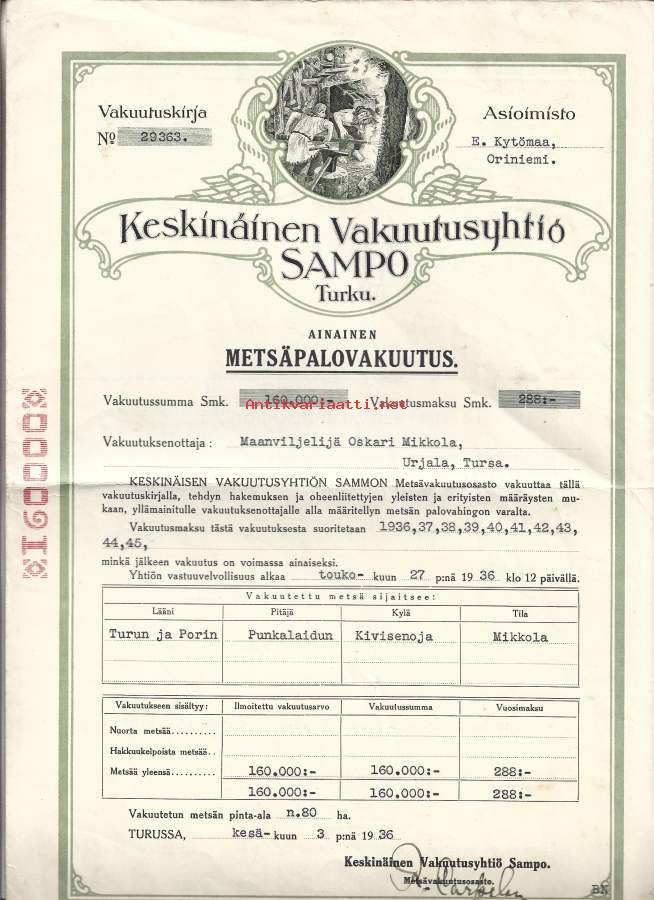 Vakuutuskirja
No 29363.
Asioimisto
E. Kytömaa,
Oriniemi.
Keskinäinen Vakuutusyhtiö
SAMPO
Turku.
AINAINEN
METSÄPALOVAKUUTUS.
Vakuutussumma Smk. 160.000:- Vakuutusmaksu Smk. 288:-
Antikvariaatti.net
Vakuutuksenottaja: Maanviljelijä Oskari Mikkola,
Urjala, Tursa.
*160000*
KESKINÄISEN VAKUUTUSYHTIÖN SAMMON Metsävakuutusosasto vakuuttaa tällä
vakuutuskirjalla, tehdyn hakemuksen ja oheenliitettyjen yleisten ja erityisten määräysten mu-
kaan, yllämainitulle vakuutuksenottajalle alla määritellyn metsän palovahingon varalta.
Vakuutusmaksu tästä vakuutuksesta suoritetaan 1936,37,38,39,40,41,42,43,
44,45,
minkä jälkeen vakuutus on voimassa ainaiseksi.
Yhtiön vastuuvelvollisuus alkaa touko- kuun 27 p:nä 19 36 klo 12 päivällä.
Vakuutettu metsä sijaitsee:
Lääni Pitäjä Kylä Tila
Turun ja Porin Punkalaidun Kivisenoja Mikkola
Vakuutukseen sisältyy: Ilmoitettu vakuutusarvo Vakuutussumma Vuosimaksu
Nuorta metsää..........
Hakkuukelpoista metsää..
Metsää yleensä.......... 160.000:- 160.000:- 288:-
160.000:- 160.000:- 288:-
Vakuutetun metsän pinta-ala n.80 ha.
TURUSSA, kesä- kuun 3 p:nä 19 36
Keskinäinen Vakuutusyhtiö Sampo.
Metsävakuutusosasto.
BN